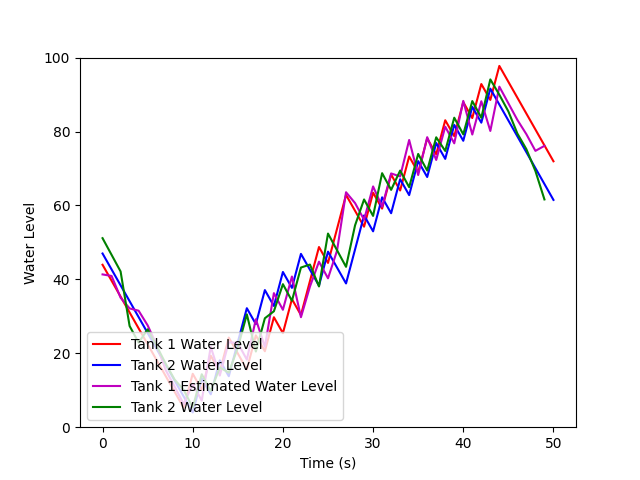 100
80
60
40
20
0
Water Level
Tank 1 Water Level
Tank 2 Water Level
Tank 1 Estimated Water Level
Tank 2 Water Level
0 10 20 30 40 50
Time (s)